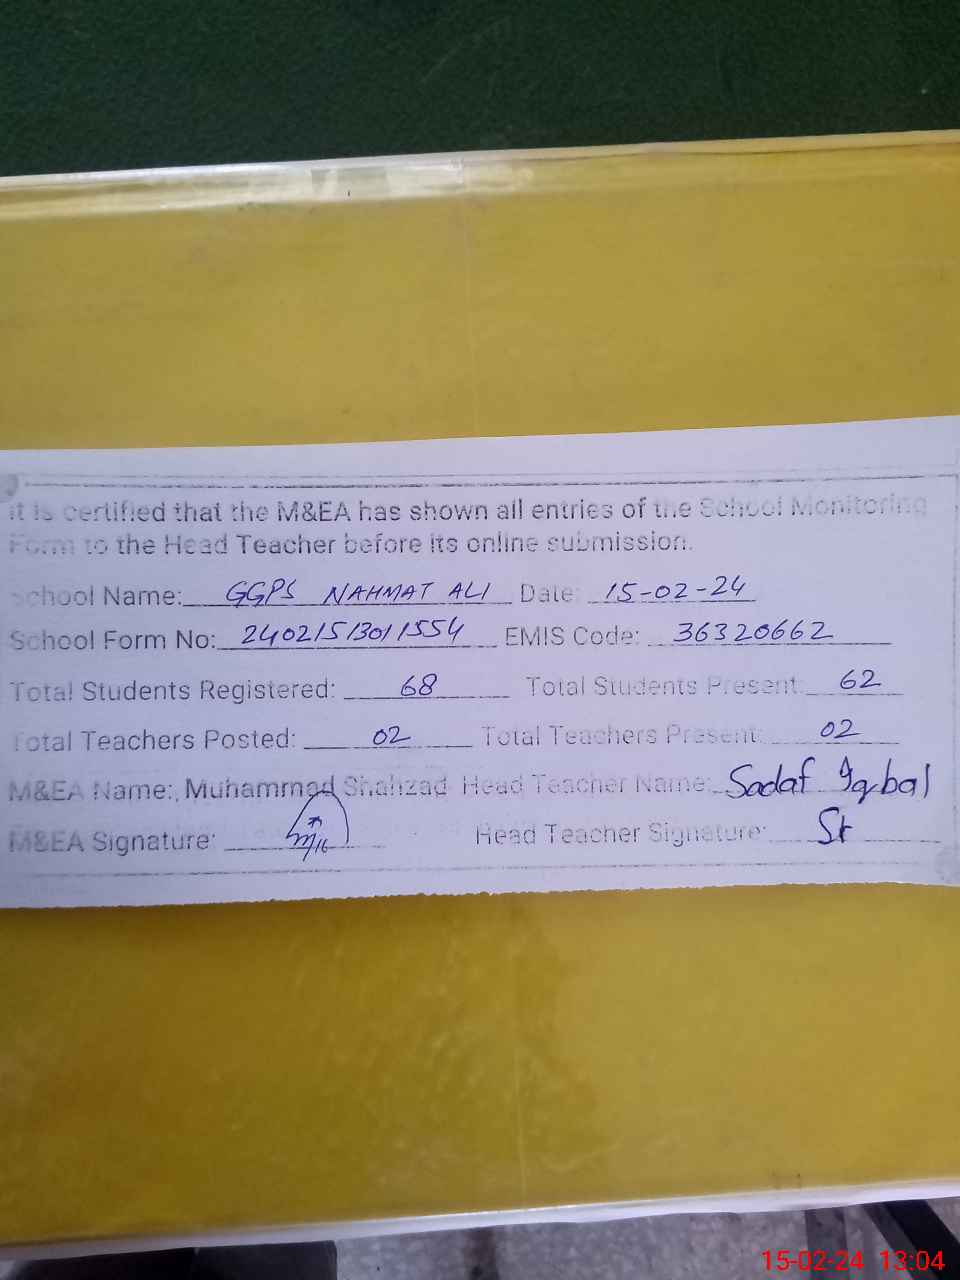 It is certified that the M&EA has shown all entries of the School Monitoring
Form to the Head Teacher before its online submission.
School Name: GGPS NAHMAT ALI Date: 15-02-24
School Form No: 24021513011554 EMIS Code: 36320662
Total Students Registered: 68 Total Students Present: 62
Total Teachers Posted: 02 Total Teachers Present: 02
M&EA Name: Muhammad Shahzad Head Teacher Name: Sadaf Iqbal
M&EA Signature: Head Teacher Signature:
15-02-24 13:04